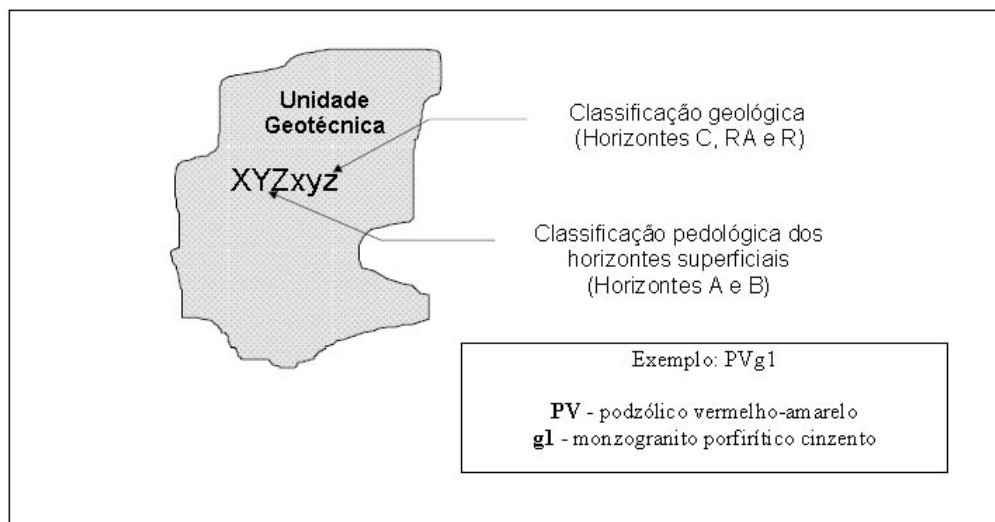 Unidade
Geotécnica
XYZxyz
Classificação geológica
(Horizontes C, RA e R)
Classificação pedológica dos
horizontes superficiais
(Horizontes A e B)
Exemplo: PVg1
PV - podzólico vermelho-amarelo
g1 - monzogranito porfirítico cinzento